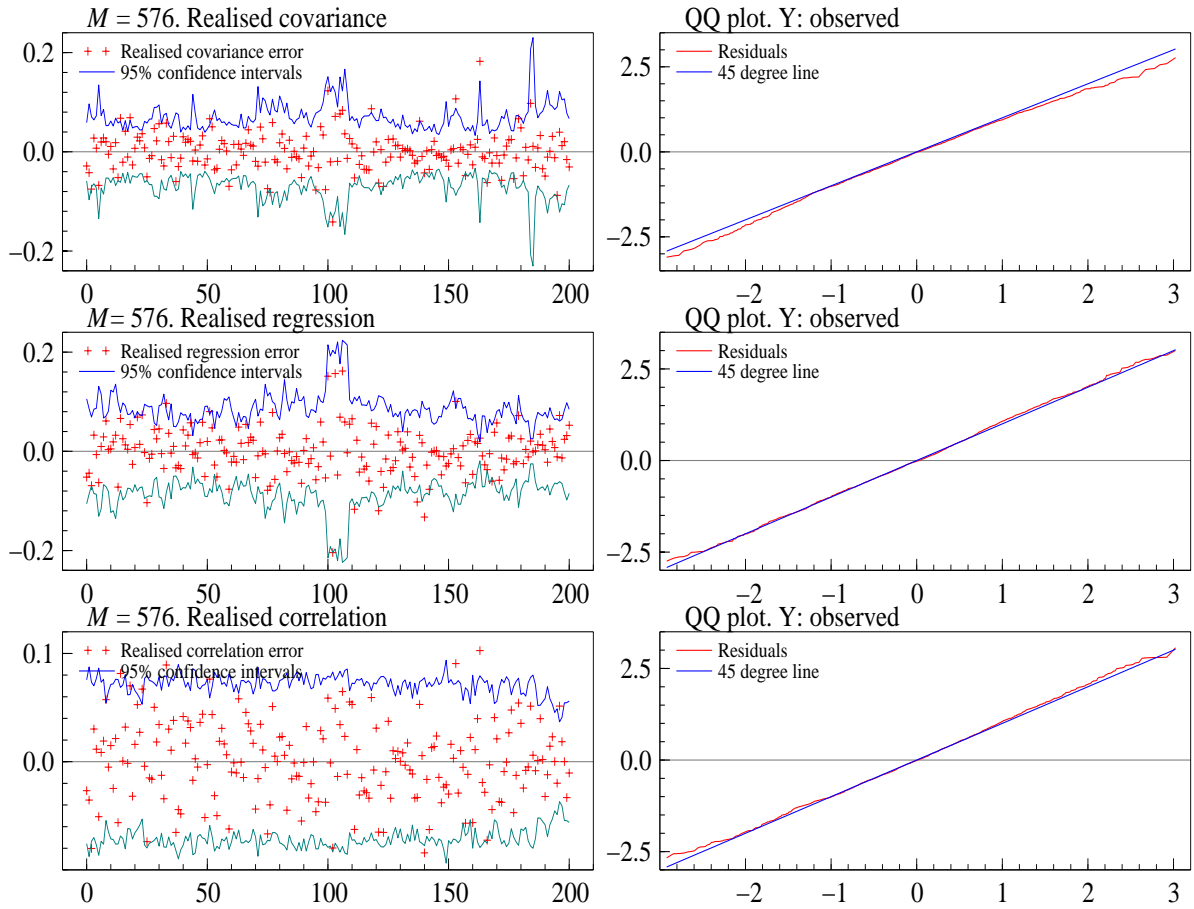 M = 576. Realised covariance
Realised covariance error
95% confidence intervals
0.2
0.0
−0.2
0 50 100 150 200
QQ plot. Y: observed
Residuals
45 degree line
2.5
0.0
−2.5
−2 −1 0 1 2 3
M = 576. Realised regression
Realised regression error
95% confidence intervals
0.2
0.0
−0.2
0 50 100 150 200
QQ plot. Y: observed
Residuals
45 degree line
2.5
0.0
−2.5
−2 −1 0 1 2 3
M = 576. Realised correlation
Realised correlation error
95% confidence intervals
0.1
0.0
0 50 100 150 200
QQ plot. Y: observed
Residuals
45 degree line
2.5
0.0
−2.5
−2 −1 0 1 2 3